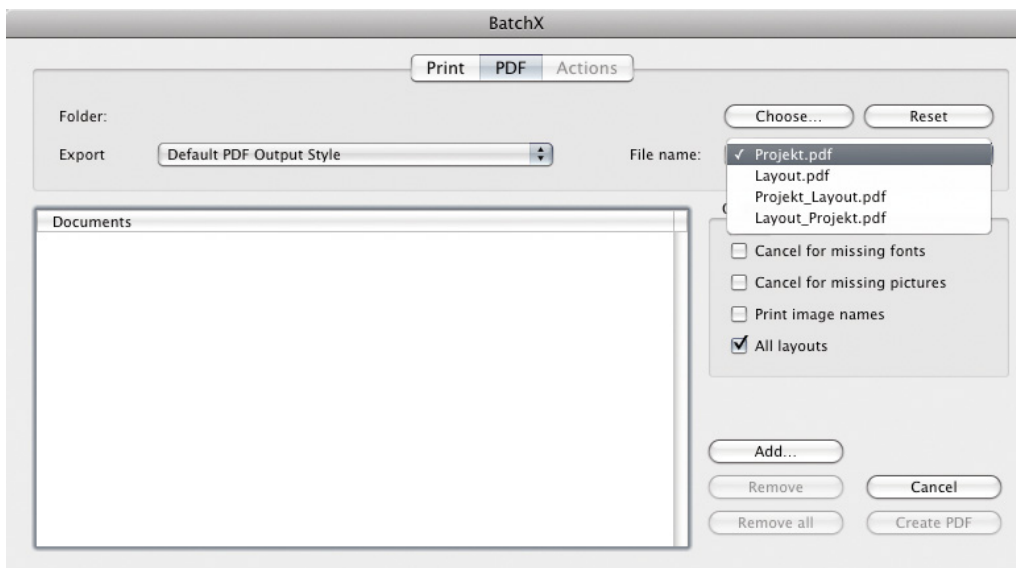 BatchX
Print PDF Actions
Folder: Choose... Reset
Export Default PDF Output Style File name: ✓ Projekt.pdf
Layout.pdf
Projekt_Layout.pdf
Layout_Projekt.pdf
Documents
Cancel for missing fonts
Cancel for missing pictures
Print image names
All layouts
Add...
Remove Cancel
Remove all Create PDF